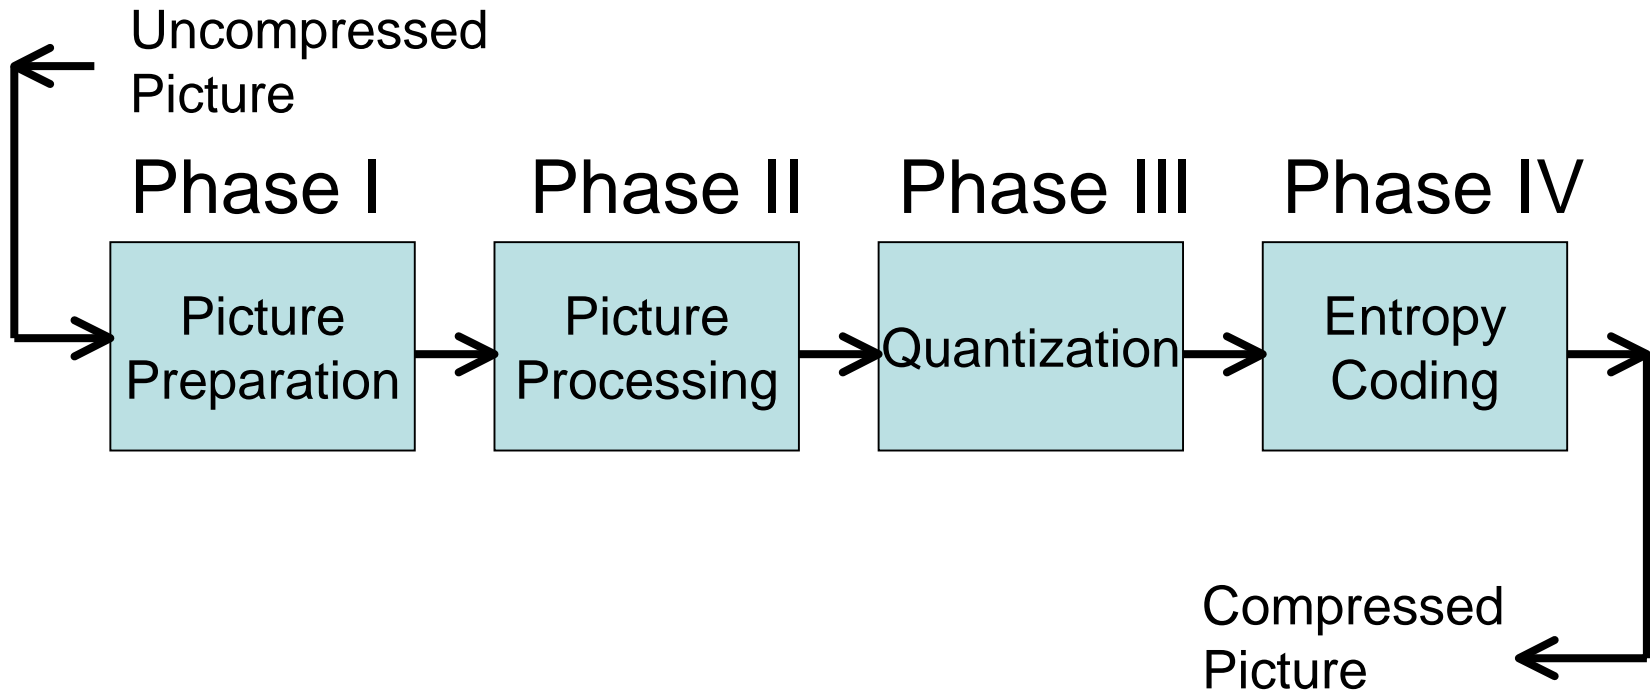 Uncompressed
Picture
Phase I
Phase II
Phase III
Phase IV
Picture
Preparation
Picture
Processing
Quantization
Entropy
Coding
Compressed
Picture